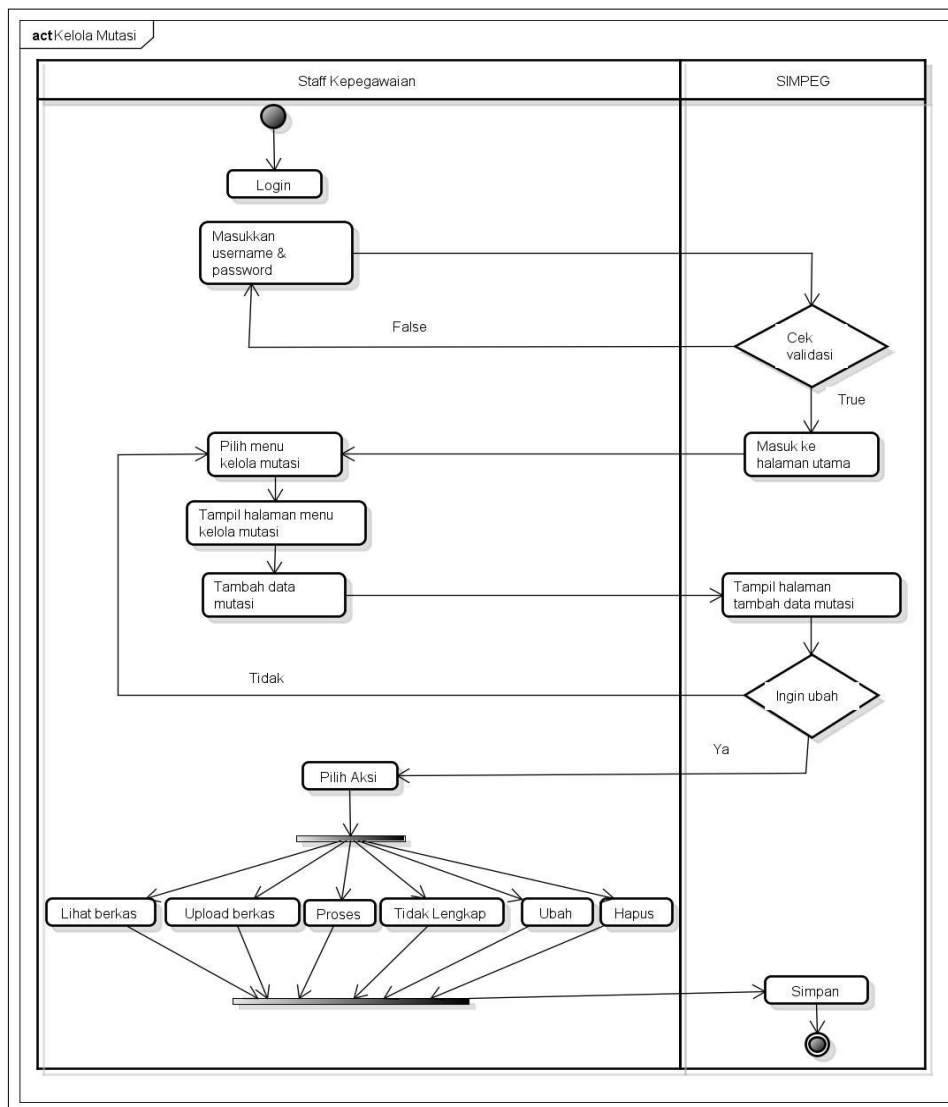 act Kelola Mutasi
Staff Kepegawaian
SIMPEG
Login
Masukkan
username &
password
False
Cek
validasi
True
Pilih menu
kelola mutasi
Masuk ke
halaman utama
Tampil halaman menu
kelola mutasi
Tambah data
mutasi
Tampil halaman
tambah data mutasi
Tidak
Ingin ubah
Ya
Pilih Aksi
Lihat berkas
Upload berkas
Proses
Tidak Lengkap
Ubah
Hapus
Simpan